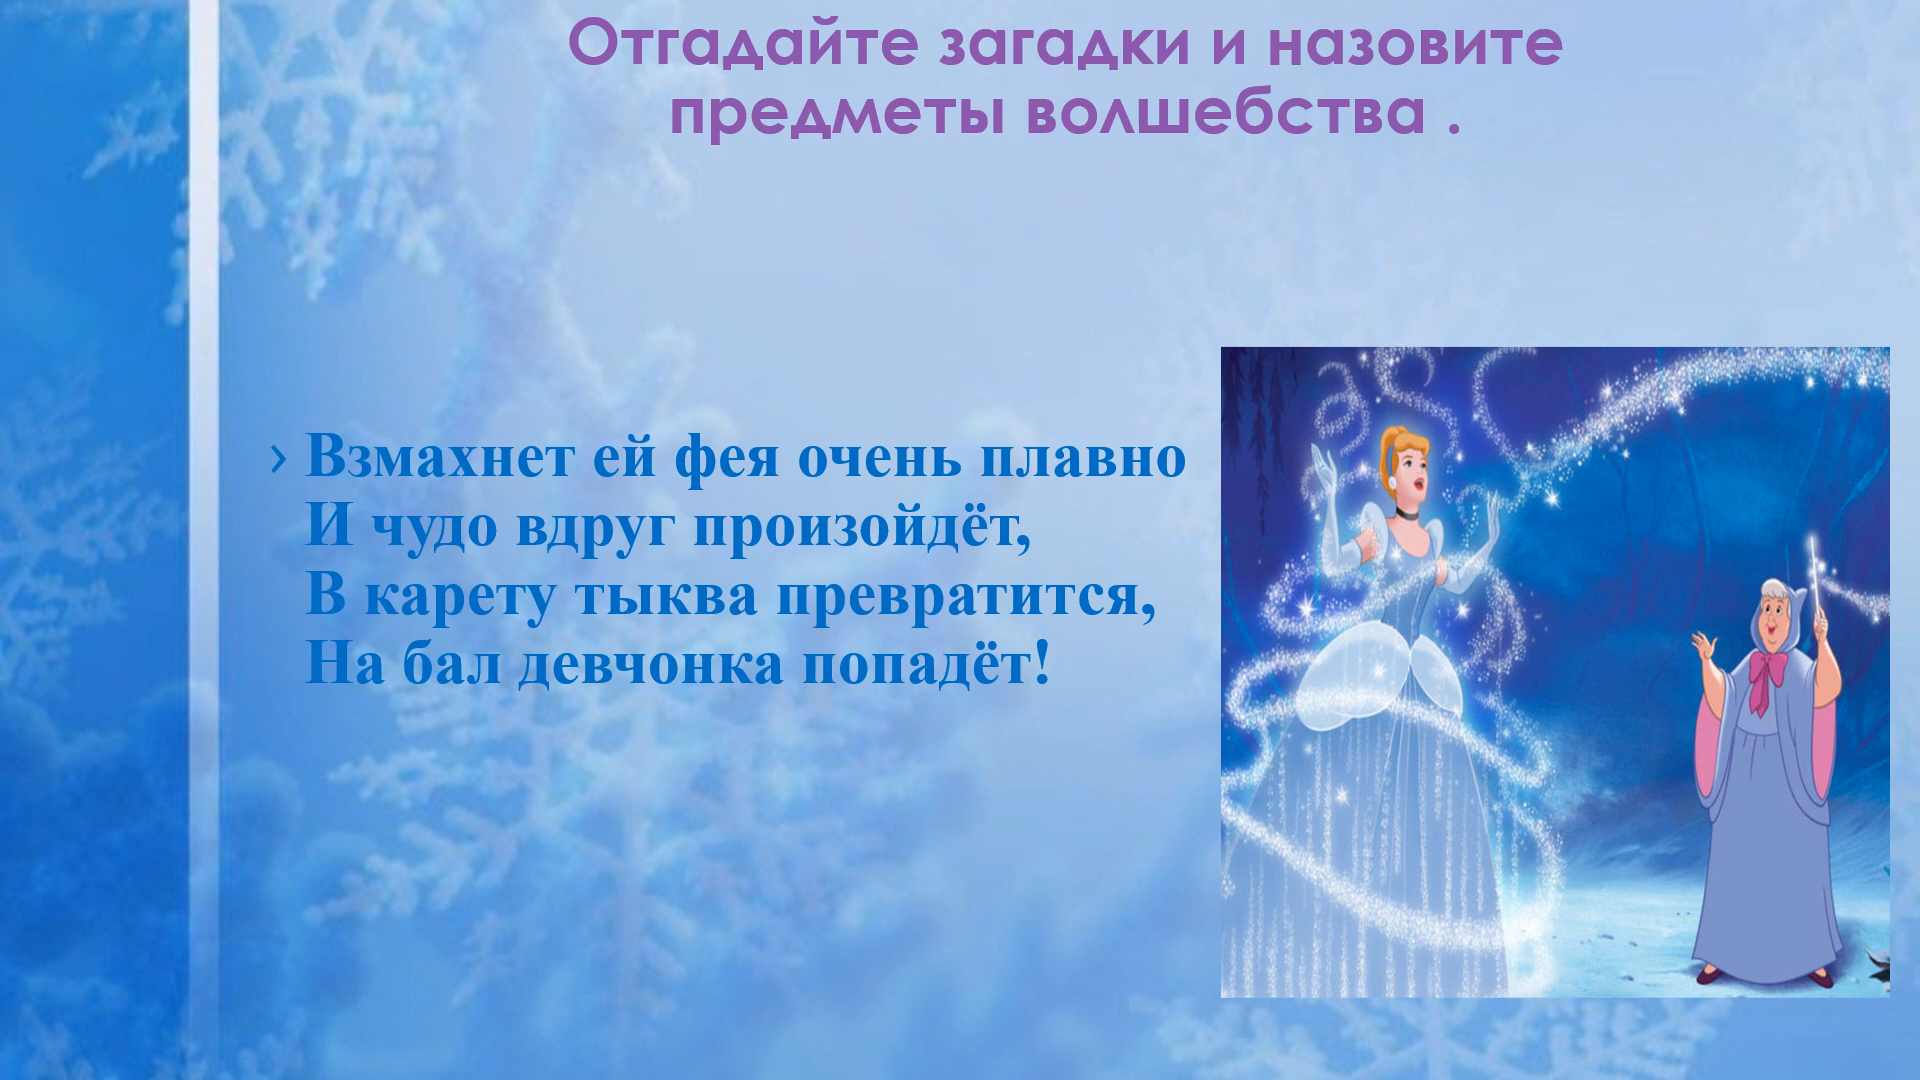 Отгадайте загадки и назовите
предметы волшебства .
› Взмахнет ей фея очень плавно
И чудо вдруг произойдёт,
В карету тыква превратится,
На бал девчонка попадёт!